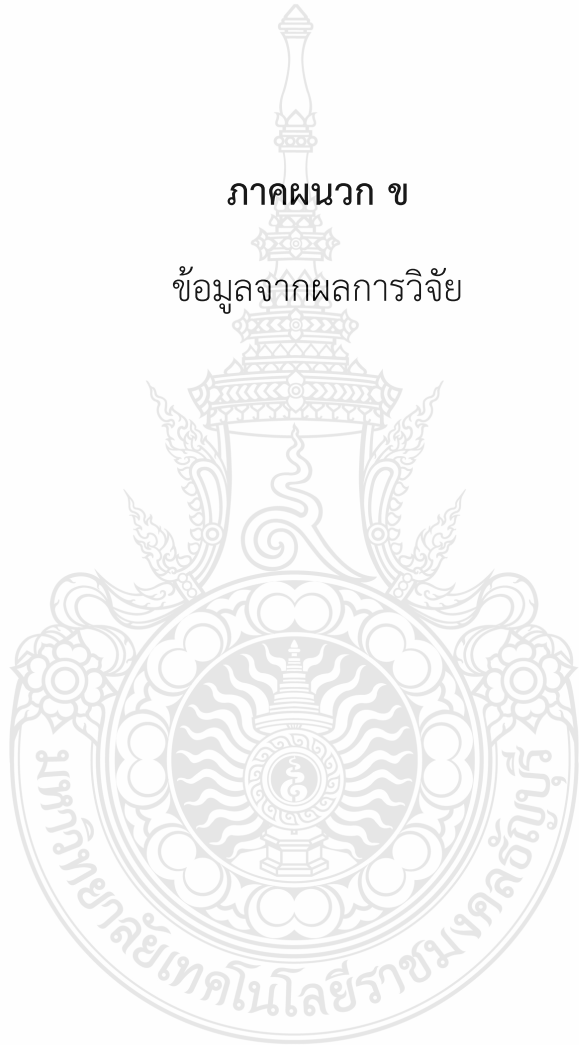 ภาคผนวก ข
ข้อมูลจากผลการวิจัย
มหาวิทยาลัยเทคโนโลยีราชมงคลธัญบุรี